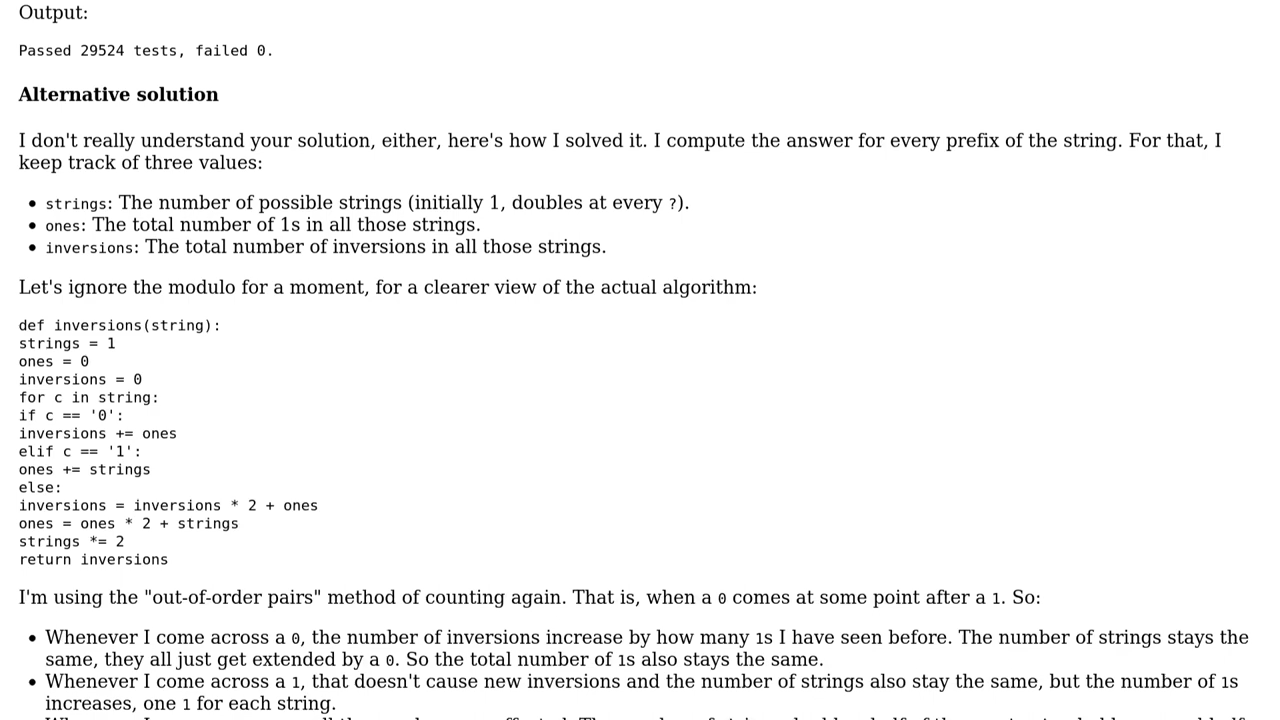 Output:
Passed 29524 tests, failed 0.
Alternative solution
I don't really understand your solution, either, here's how I solved it. I compute the answer for every prefix of the string. For that, I
keep track of three values:
• strings: The number of possible strings (initially 1, doubles at every ?).
• ones: The total number of 1s in all those strings.
• inversions: The total number of inversions in all those strings.
Let's ignore the modulo for a moment, for a clearer view of the actual algorithm:
def inversions(string):
strings = 1
ones = 0
inversions = 0
for c in string:
if c == '0':
inversions += ones
elif c == '1':
ones += strings
else:
inversions = inversions * 2 + ones
ones = ones * 2 + strings
strings *= 2
return inversions
I'm using the "out-of-order pairs" method of counting again. That is, when a 0 comes at some point after a 1. So:
• Whenever I come across a 0, the number of inversions increase by how many 1s I have seen before. The number of strings stays the
same, they all just get extended by a 0. So the total number of 1s also stays the same.
• Whenever I come across a 1, that doesn't cause new inversions and the number of strings also stay the same, but the number of 1s
increases, one 1 for each string.